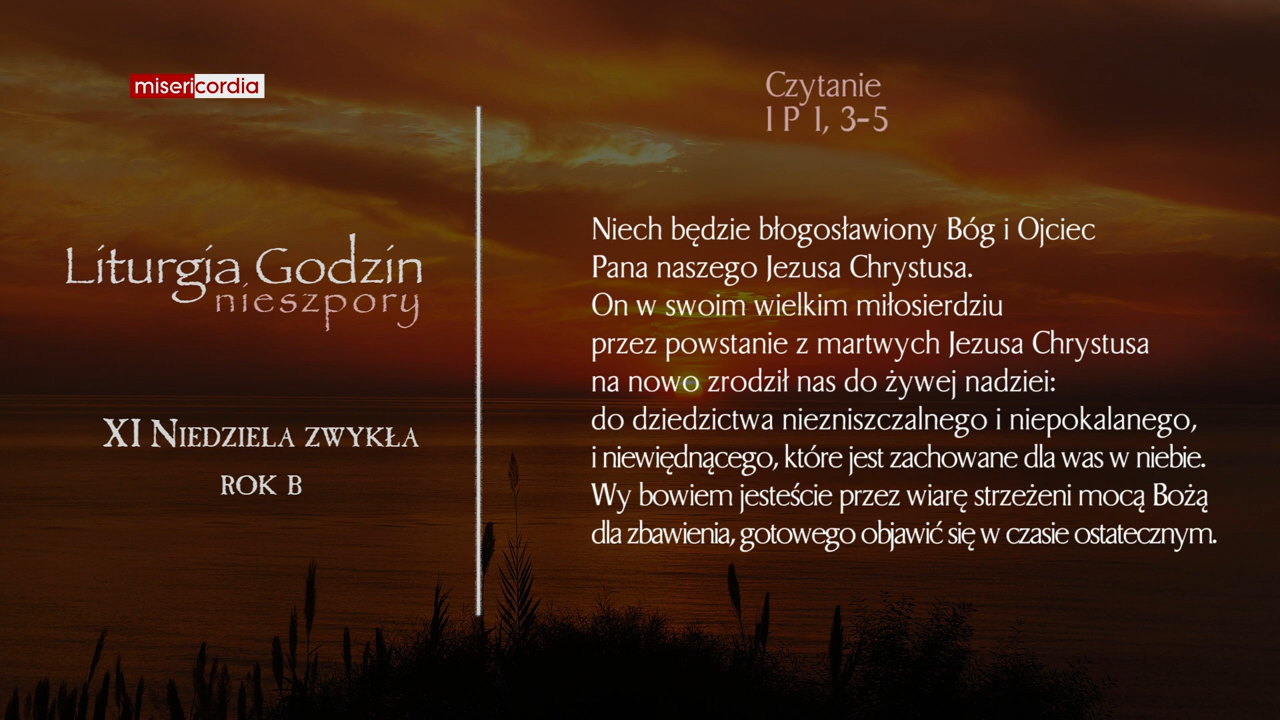 misericordia
Liturgia Godzin
nieszpory
XI Niedziela zwykła
rok B
Czytanie
1 P 1, 3-5
Niech będzie błogosławiony Bóg i Ojciec
Pana naszego Jezusa Chrystusa.
On w swoim wielkim miłosierdziu
przez powstanie z martwych Jezusa Chrystusa
na nowo zrodził nas do żywej nadziei:
do dziedzictwa niezniszczalnego i niepokalanego,
i niewiędnącego, które jest zachowane dla was w niebie.
Wy bowiem jesteście przez wiarę strzeżeni mocą Bożą
dla zbawienia, gotowego objawić się w czasie ostatecznym.